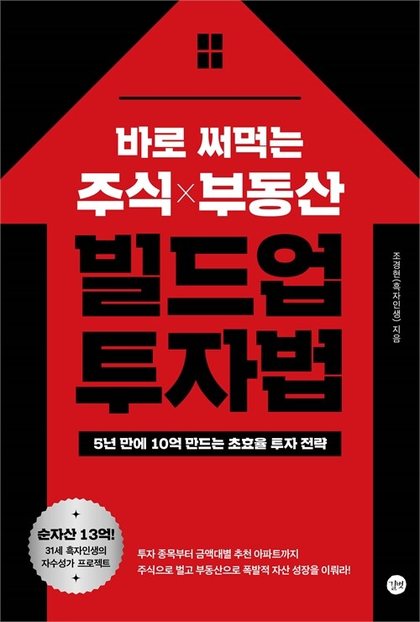 바로 써먹는
주식×부동산
빌드업
투자법
조경현(흑자인생) 지음
5년 만에 10억 만드는 초효율 투자 전략
순자산 13억!
31세 흑자인생의
자수성가 프로젝트
투자 종목부터 금액대별 추천 아파트까지
주식으로 벌고 부동산으로 폭발적 자산 성장을 이뤄라!
길벗